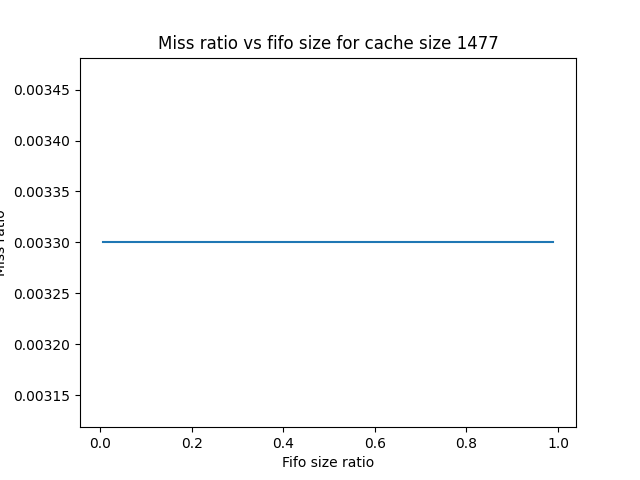 Miss ratio vs fifo size for cache size 1477
0.00345
0.00340
0.00335
0.00330
0.00325
0.00320
0.00315
Miss ratio
0.0 0.2 0.4 0.6 0.8 1.0
Fifo size ratio